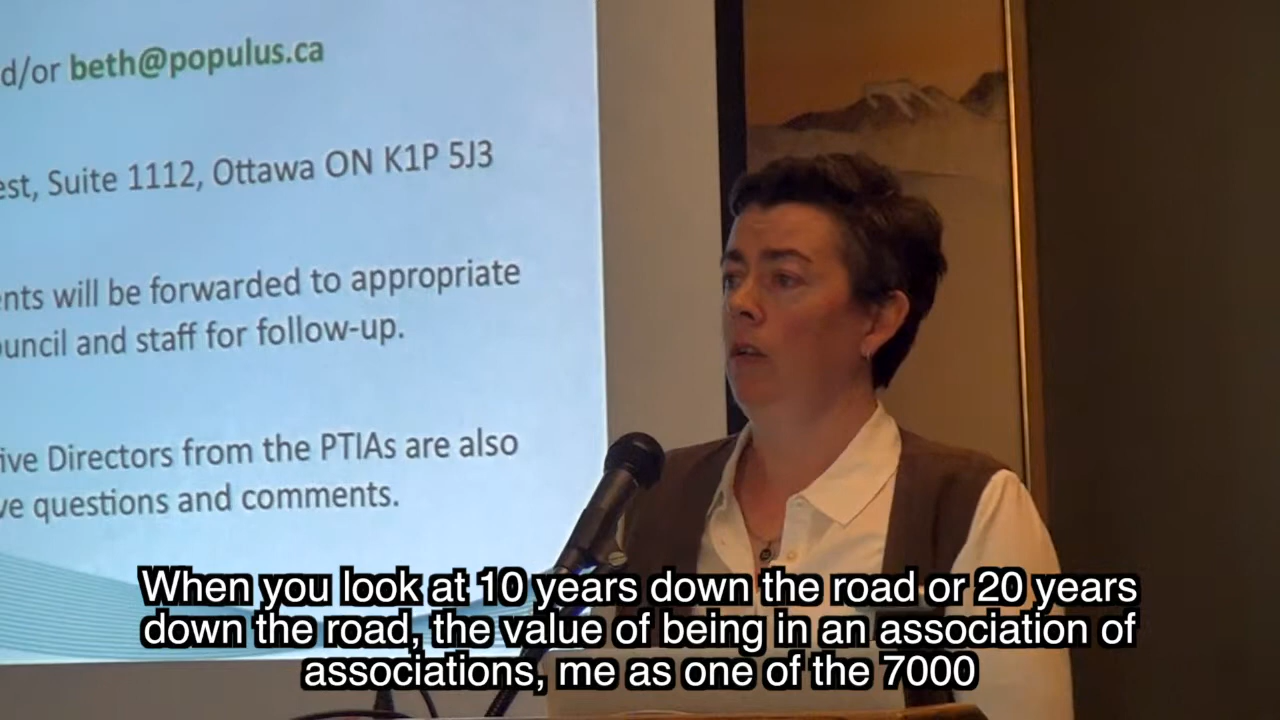 d/or beth@populus.ca
est, Suite 1112, Ottawa ON K1P 5J3
ents will be forwarded to appropriate
ouncil and staff for follow-up.
ive Directors from the PTIAs are also
ve questions and comments.
When you look at 10 years down the road or 20 years
down the road, the value of being in an association of
associations, me as one of the 7000